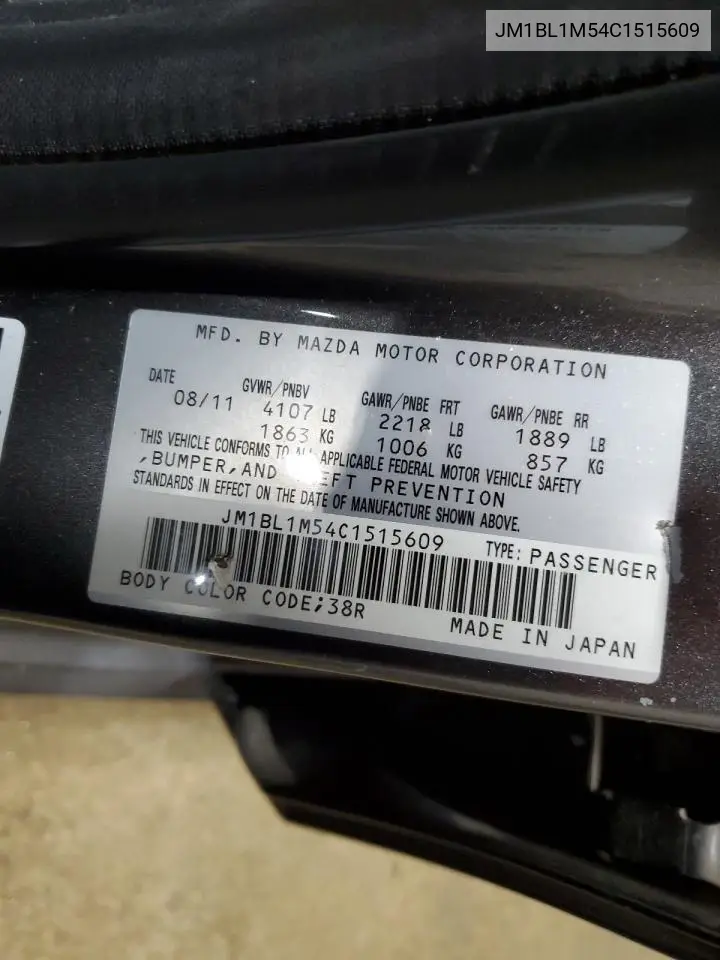 JM1BL1M54C1515609
MFD. BY MAZDA MOTOR CORPORATION
DATE GVWR/PNBV GAWR/PNBE FRT GAWR/PNBE RR
08/11 4107 LB 2218 LB 1889 LB
1863 KG 1006 KG 857 KG
THIS VEHICLE CONFORMS TO ALL APPLICABLE FEDERAL MOTOR VEHICLE SAFETY
,BUMPER,AND THEFT PREVENTION
STANDARDS IN EFFECT ON THE DATE OF MANUFACTURE SHOWN ABOVE.
JM1BL1M54C1515609 TYPE: PASSENGER
BODY COLOR CODE;38R
MADE IN JAPAN